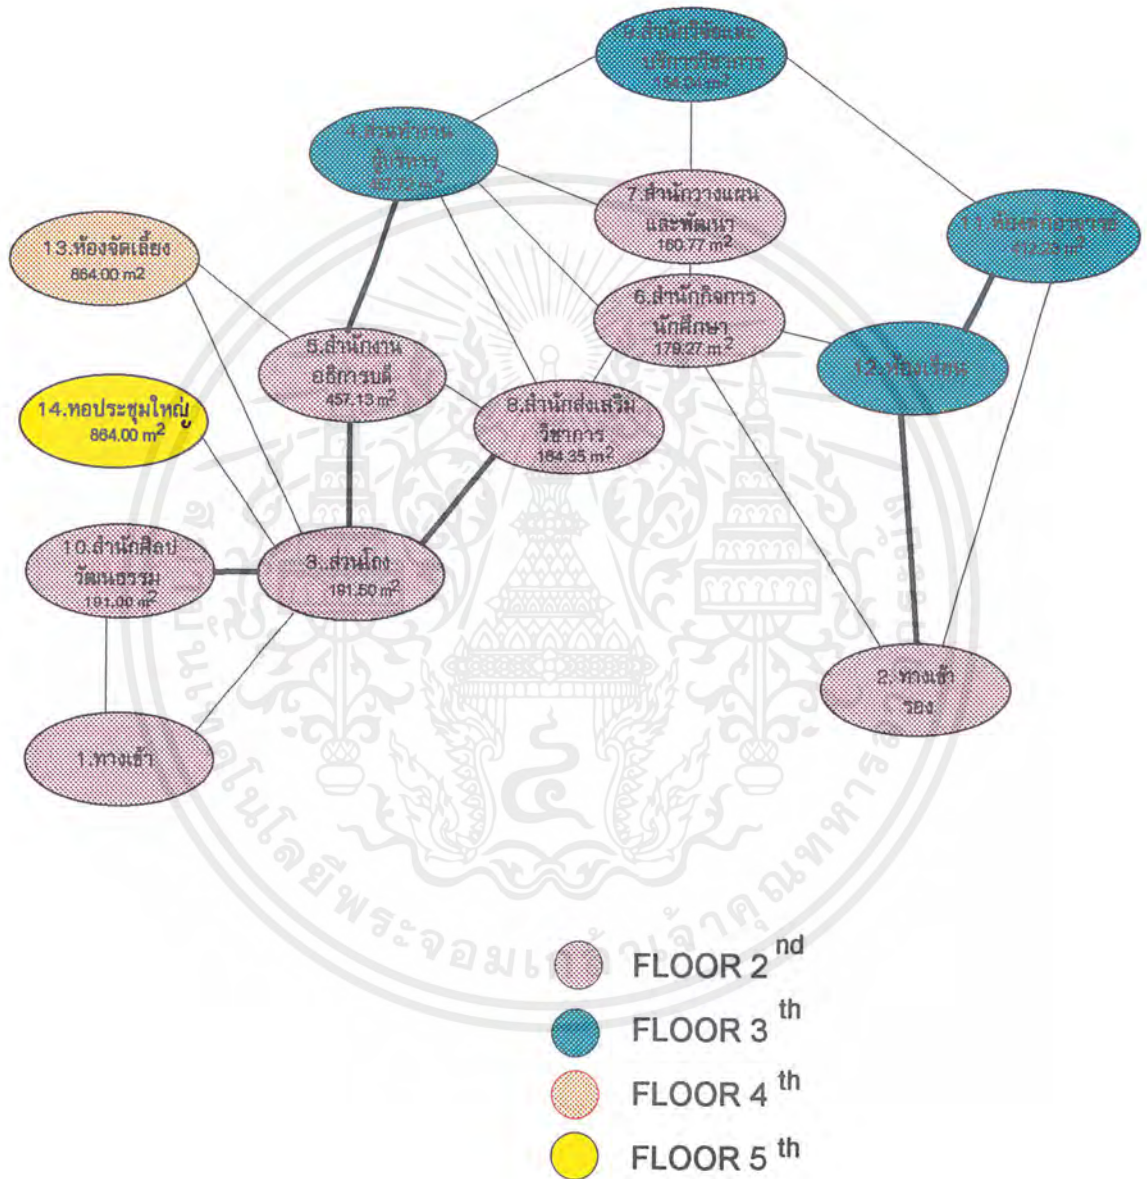 9.สำนักวิจัยและ
บริการวิชาการ
154.04 m2
4.ส่วนทำงาน
ผู้บริหาร
457.72 m2
7.สำนักวางแผน
และพัฒนา
160.77 m2
11.ห้องพักอาจารย์
412.23 m2
13.ห้องจัดเลี้ยง
864.00 m2
6.สำนักกิจการ
นักศึกษา
179.27 m2
5.สำนักงาน
อธิการบดี
457.13 m2
12.ห้องเรียน
14.หอประชุมใหญ่
864.00 m2
8.สำนักส่งเสริม
วิชาการ
164.35 m2
10.สำนักศิลป
วัฒนธรรม
191.00 m2
3.ส่วนโถง
191.50 m2
2.ทางเข้า
รอง
1.ทางเข้า
FLOOR 2 nd
FLOOR 3 th
FLOOR 4 th
FLOOR 5 th